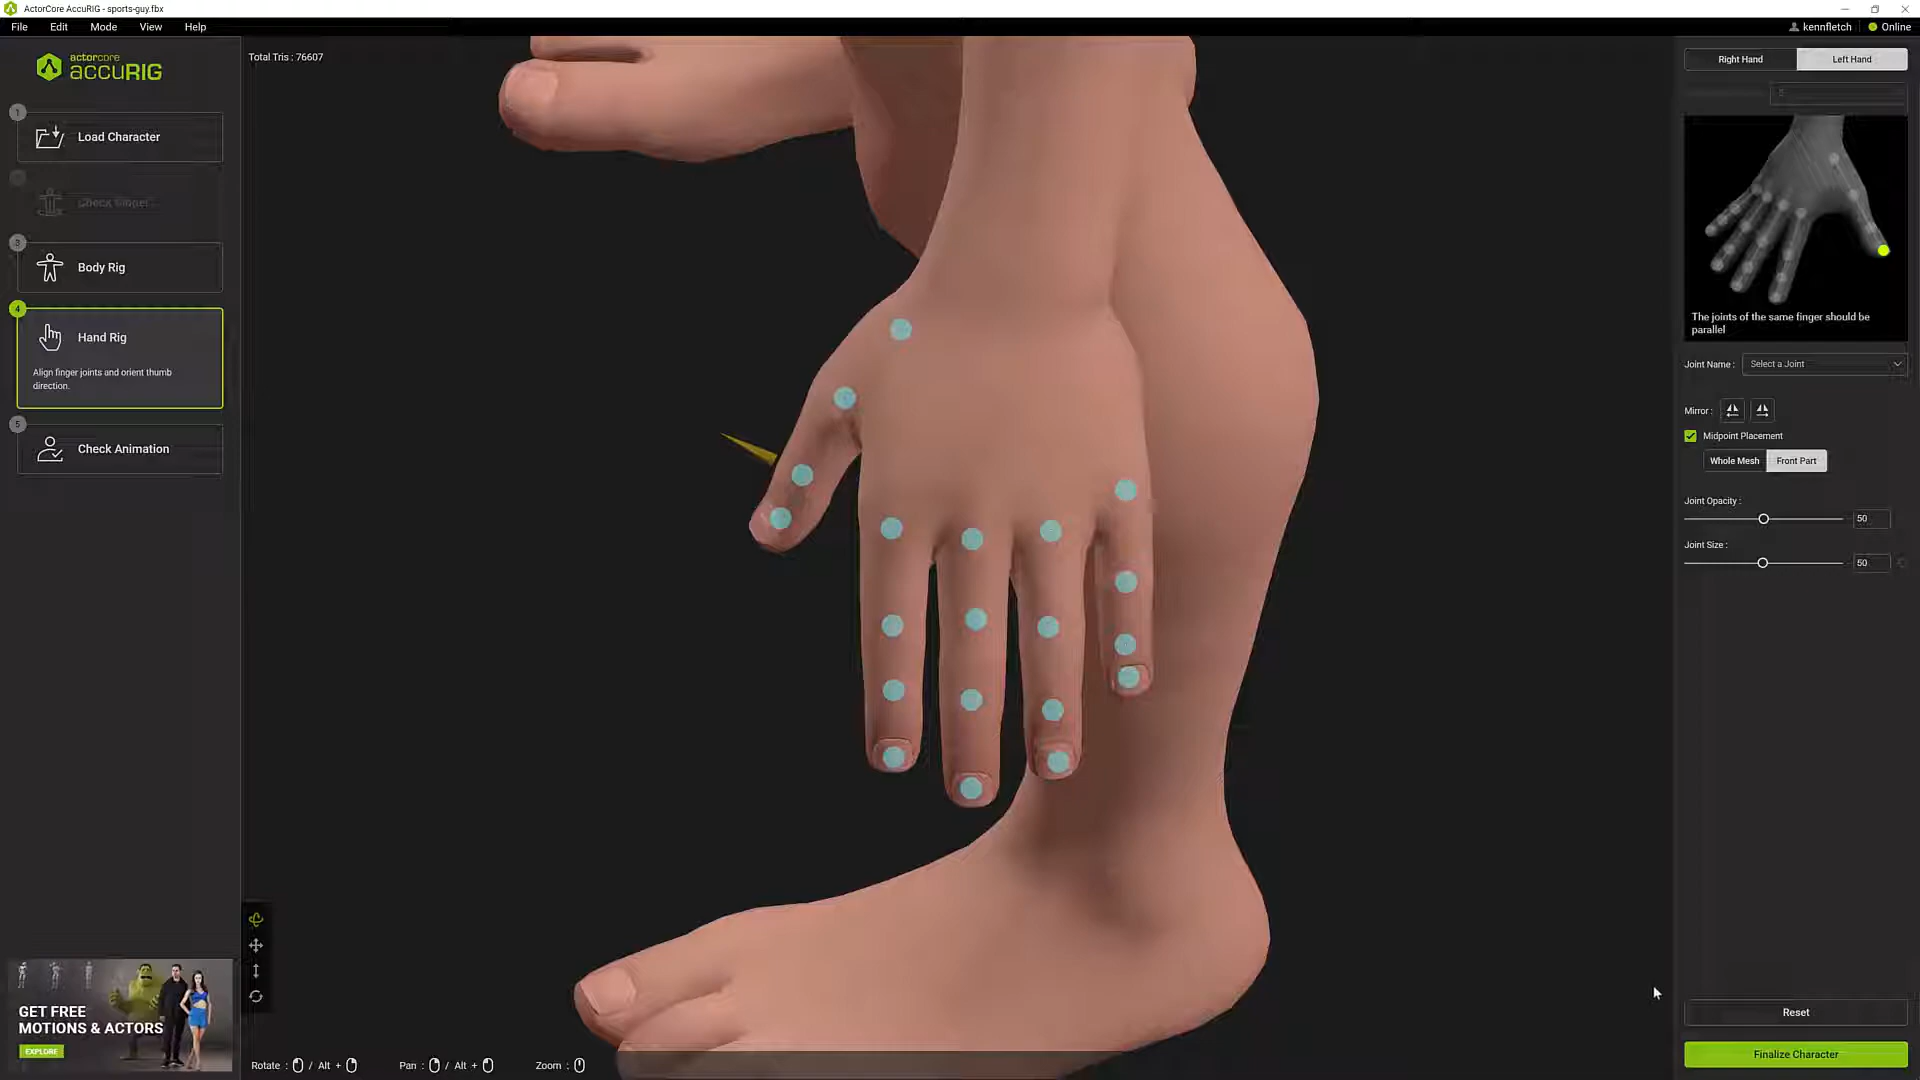 ActorCore AccuRIG - sports-guy.fbx
File Edit Mode View Help
kennfletch Online
actorcore
accuRIG
Total Tris : 76607
Right Hand Left Hand
1
Load Character
3
Body Rig
4
Hand Rig
Align finger joints and orient thumb
direction.
5
Check Animation
The joints of the same finger should be
parallel
Joint Name : Select a Joint
Mirror :
Midpoint Placement
Whole Mesh Front Part
Joint Opacity :
50
Joint Size :
50
GET FREE
MOTIONS & ACTORS
EXPLORE
Rotate : / Alt + Pan : / Alt + Zoom :
Reset
Finalize Character